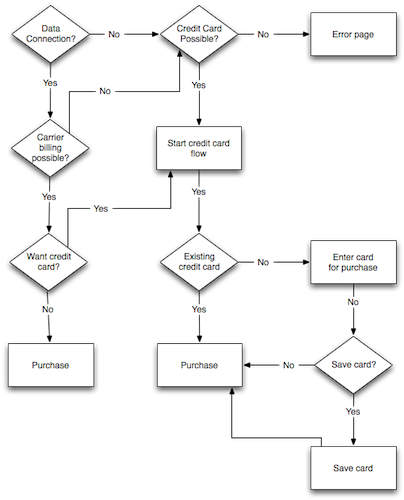 Data
Connection?
No
Credit Card
Possible?
No
Error page
Yes
No
Yes
Carrier
billing
possible?
Start credit card
flow
Yes
Yes
Yes
Want credit
card?
Existing
credit card
No
Enter card
for purchase
No
Yes
No
Purchase
Purchase
No
Save card?
Yes
Save card